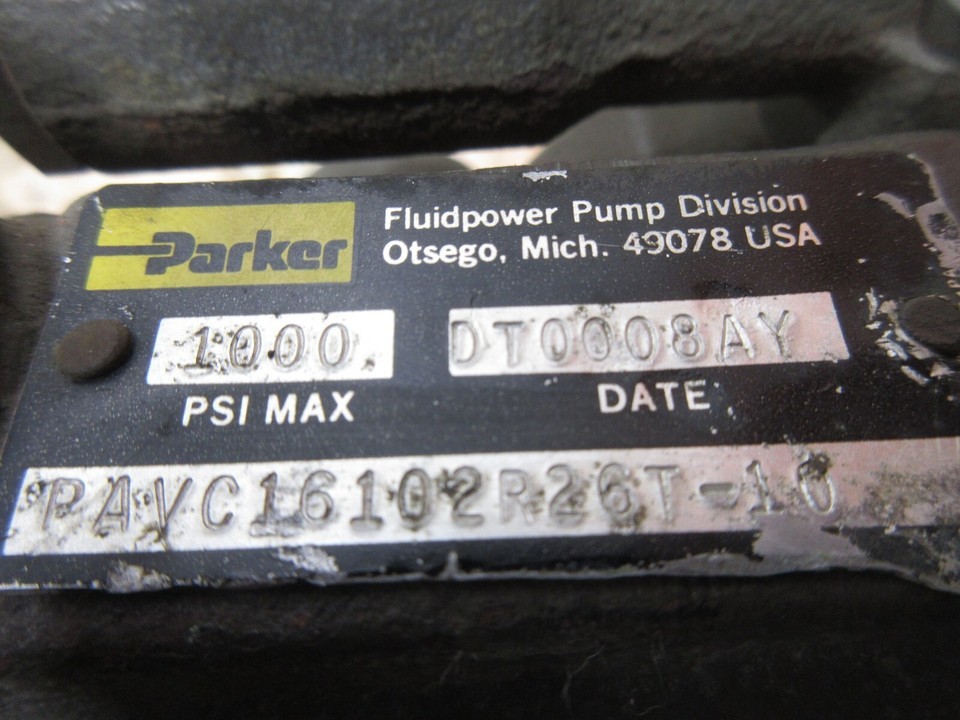 Parker
Fluidpower Pump Division
Otsego, Mich. 49078 USA
1000
DT0008AY
PSI MAX
DATE
PAVC16102R26T-10